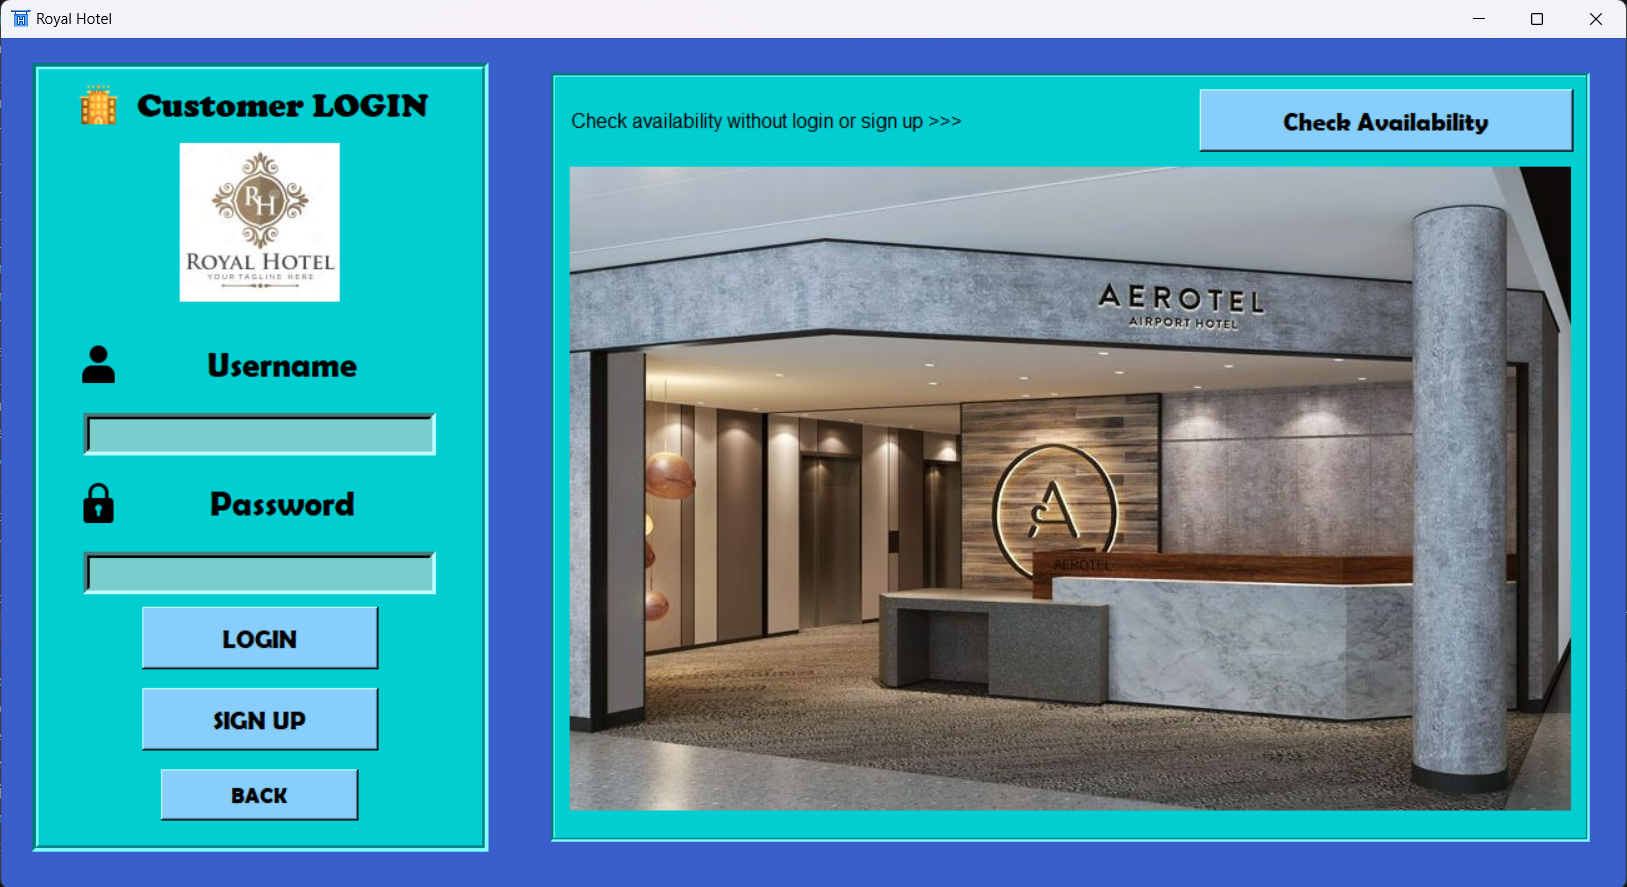 Royal Hotel
Customer LOGIN
RH
ROYAL HOTEL
YOUR TAGLINE HERE
Username
Password
LOGIN
SIGN UP
BACK
Check availability without login or sign up >>>
Check Availability
AEROTEL
AIRPORT HOTEL
A
AEROTEL